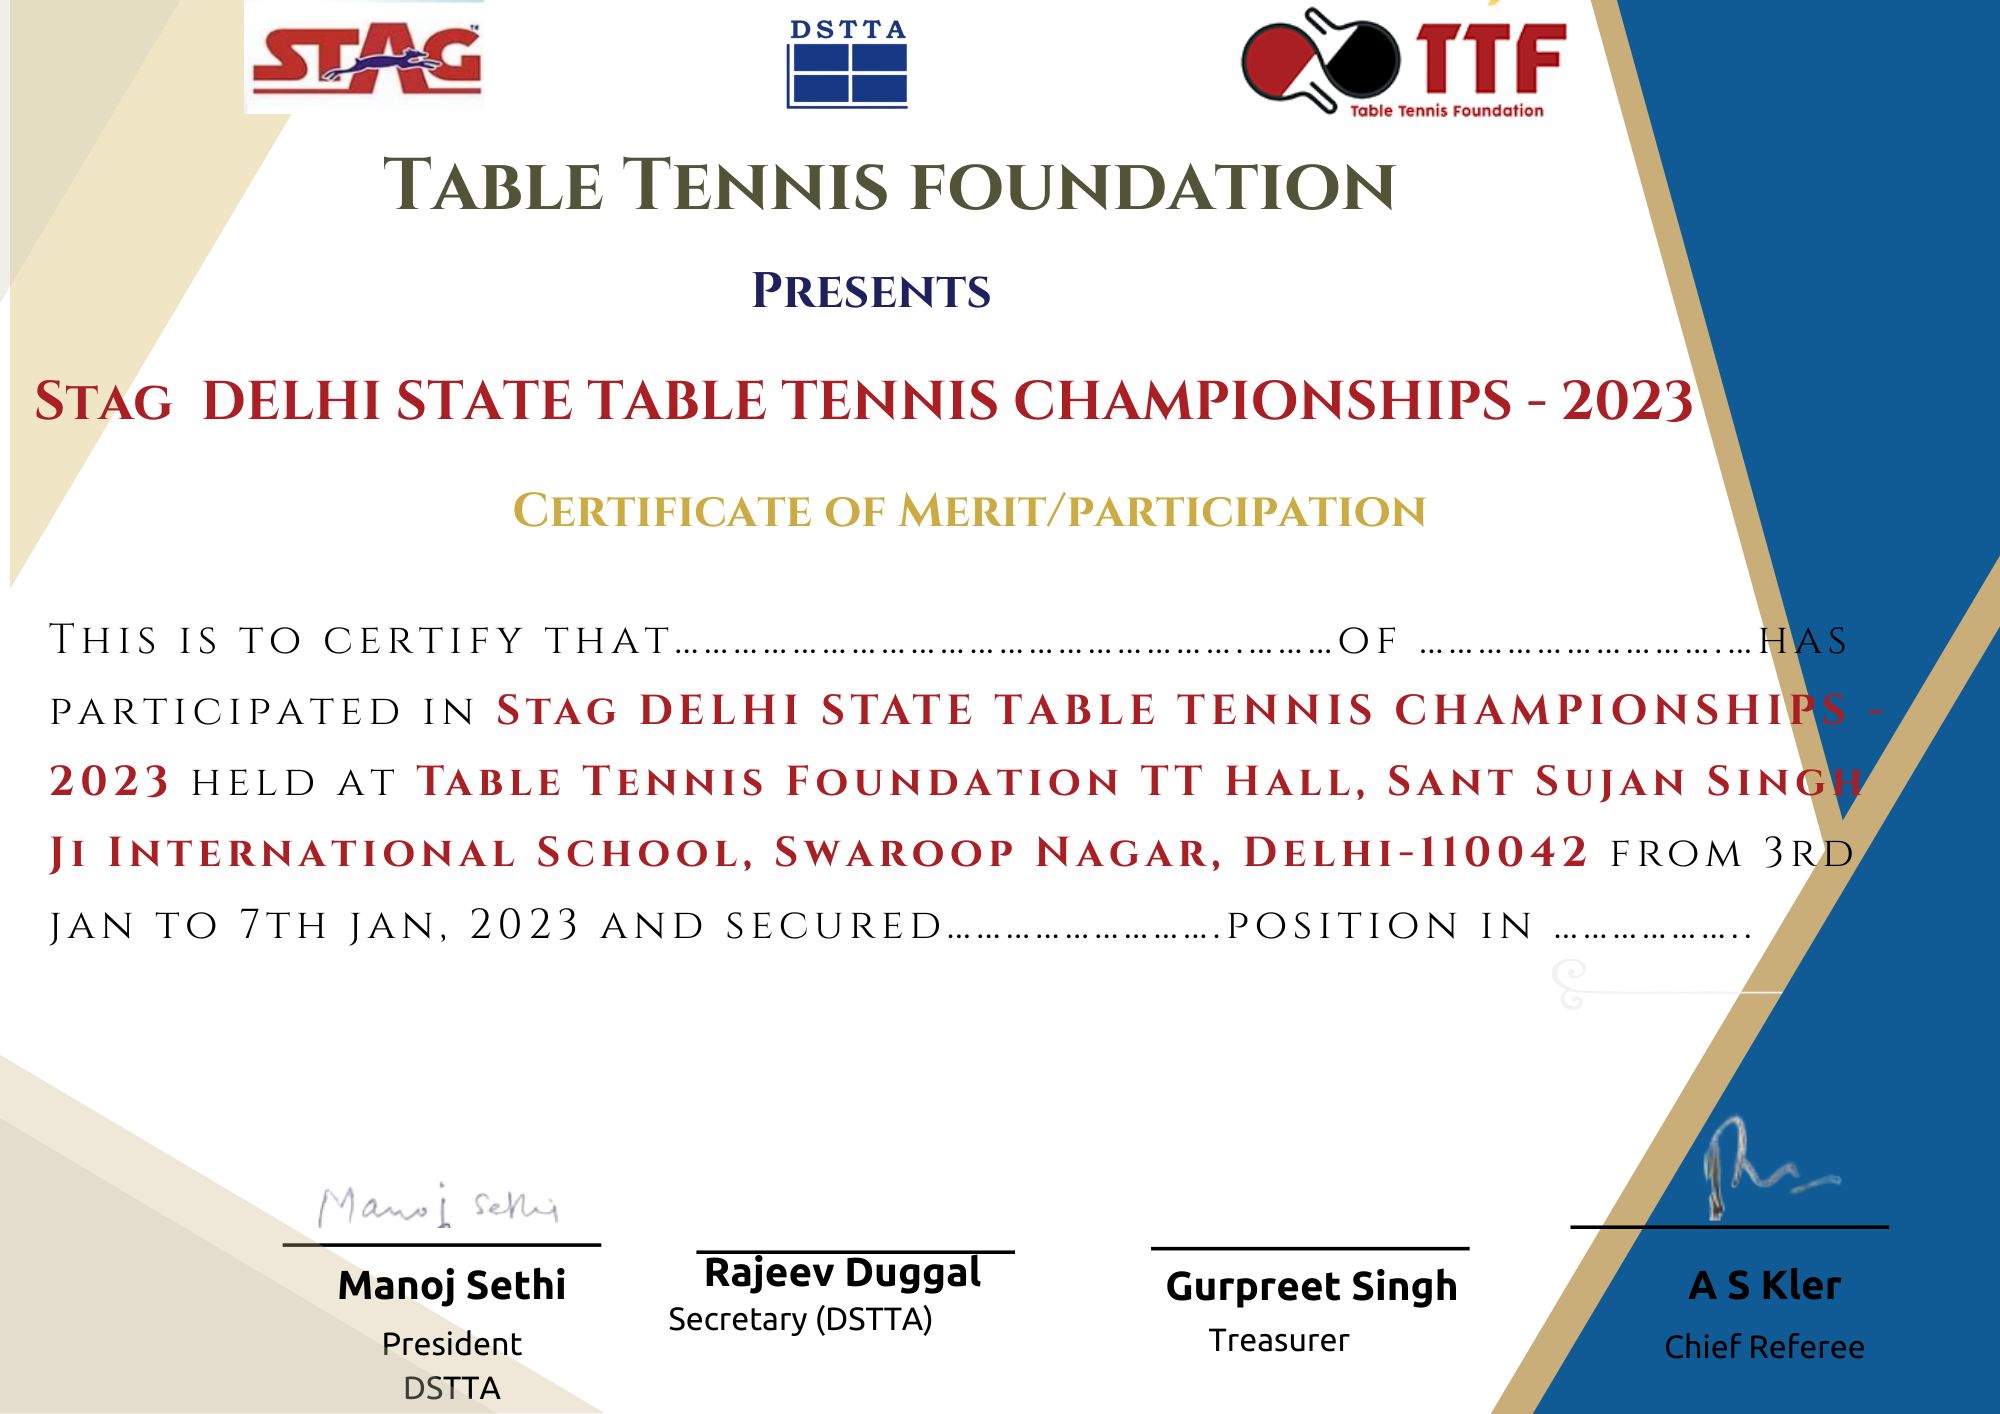 STAG
DSTTA
TTF
Table Tennis Foundation
Table Tennis foundation
Presents
Stag DELHI STATE TABLE TENNIS CHAMPIONSHIPS - 2023
Certificate of Merit/participation
This is to certify that……………………………………………….………of ………………………….…has
participated in Stag DELHI STATE TABLE TENNIS CHAMPIONSHIPS -
2023 held at Table Tennis Foundation TT Hall, Sant Sujan Singh
Ji International School, Swaroop Nagar, Delhi-110042 from 3rd
jan to 7th jan, 2023 and secured……………………….position in ………………..
Manoj Sethi
Manoj Sethi
Rajeev Duggal
Gurpreet Singh
A S Kler
President
DSTTA
Secretary (DSTTA)
Treasurer
Chief Referee